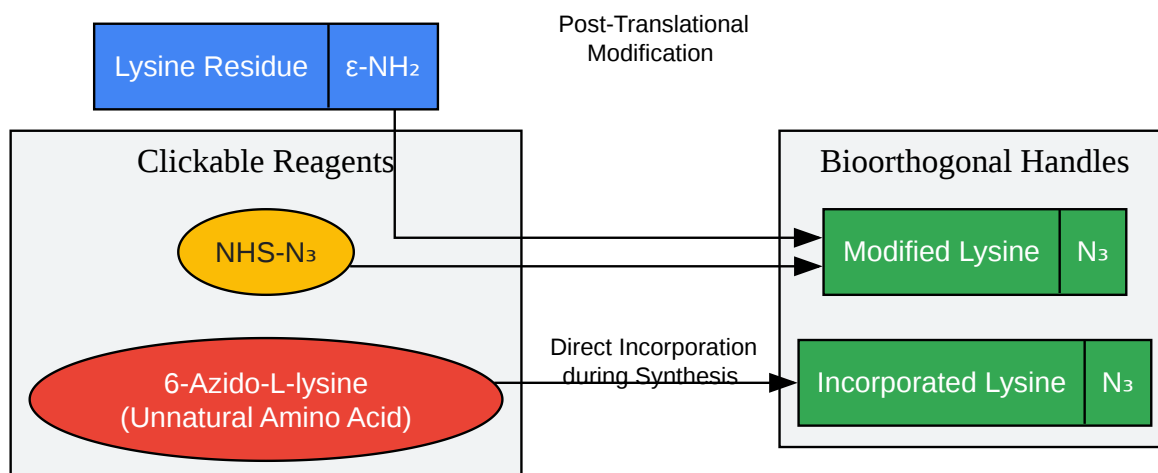 Post-Translational
Modification
Lysine Residue ε-NH₂
Clickable Reagents
Bioorthogonal Handles
NHS-N₃
Modified Lysine N₃
Direct Incorporation
during Synthesis
6-Azido-L-lysine
(Unnatural Amino Acid)
Incorporated Lysine N₃